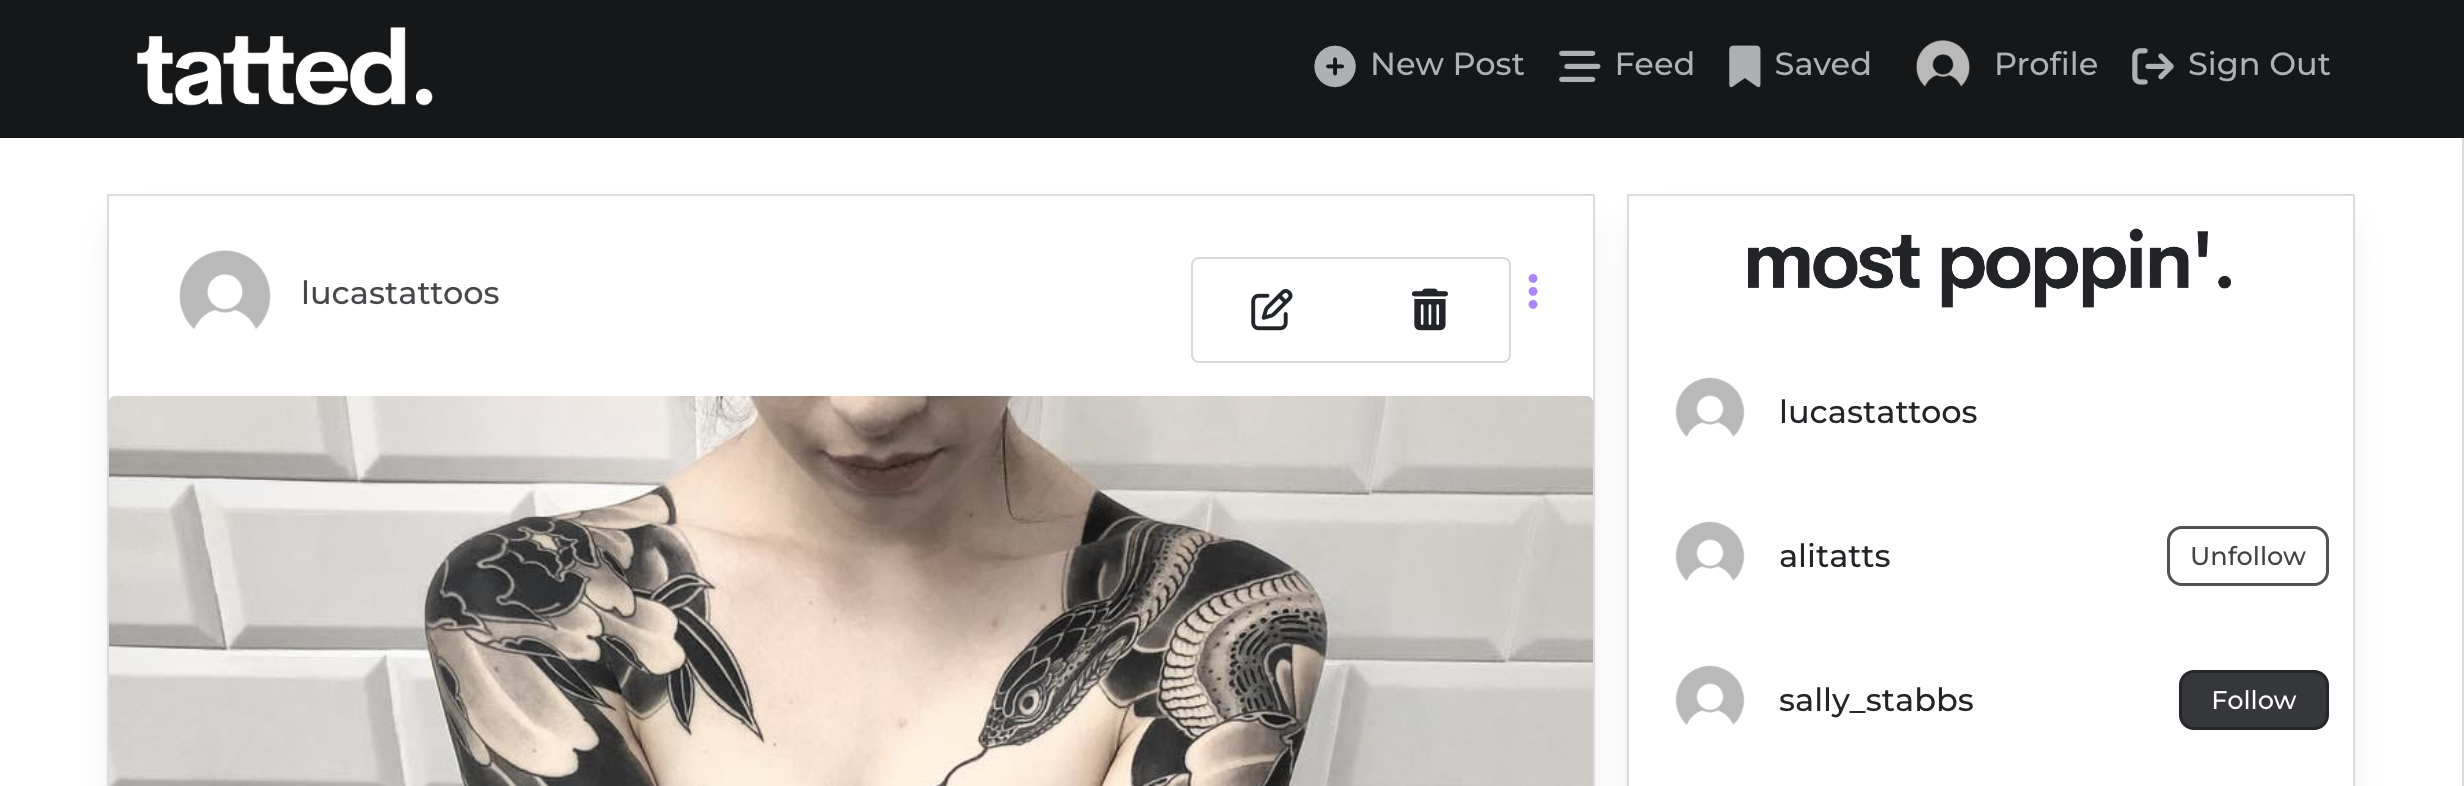 tatted.
New Post Feed Saved Profile Sign Out
lucastattoos
most poppin'.
lucastattoos
alitatts Unfollow
sally_stabbs Follow